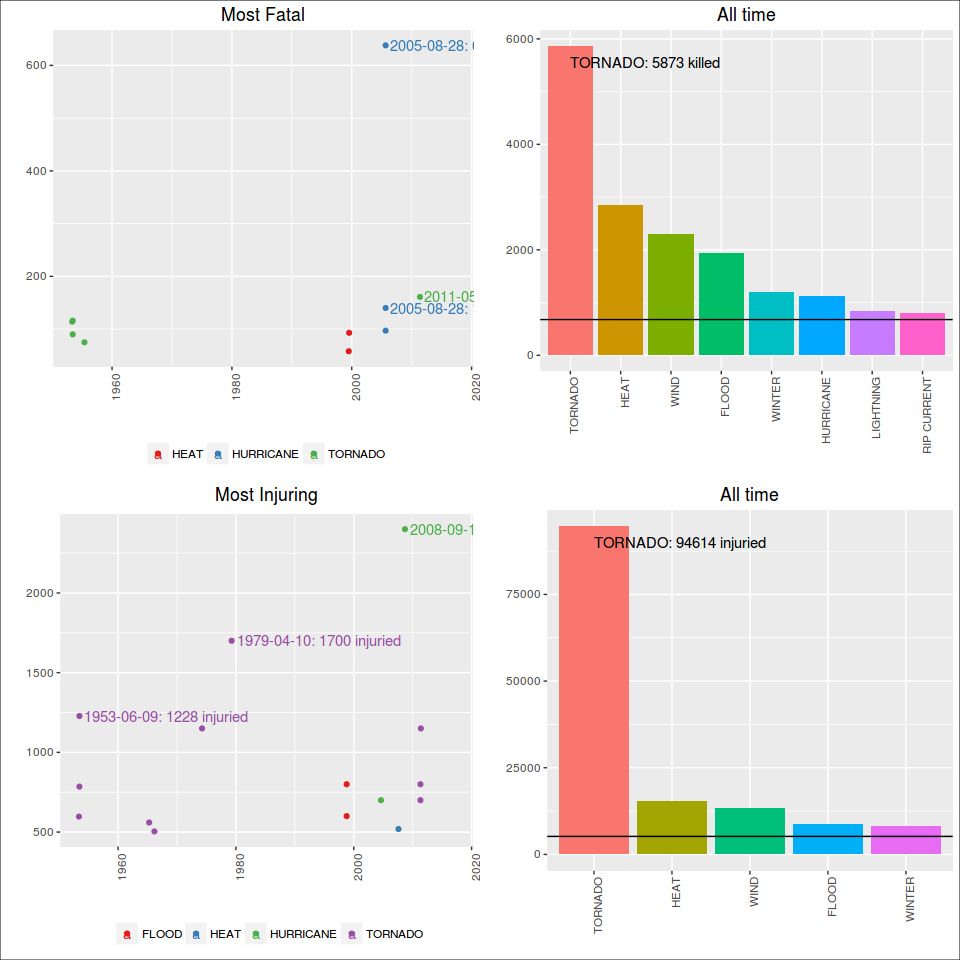 Most Fatal
600
400
200
2005-08-28:
2011-05
2005-08-28:
1960
1980
2000
2020
HEAT
HURRICANE
TORNADO
All time
6000
4000
2000
0
TORNADO: 5873 killed
TORNADO
HEAT
WIND
FLOOD
WINTER
HURRICANE
LIGHTNING
RIP CURRENT
Most Injuring
2000
1500
1000
500
2008-09-1
1979-04-10: 1700 injuried
1953-06-09: 1228 injuried
1960
1980
2000
2020
FLOOD
HEAT
HURRICANE
TORNADO
All time
75000
50000
25000
0
TORNADO: 94614 injuried
TORNADO
HEAT
WIND
FLOOD
WINTER